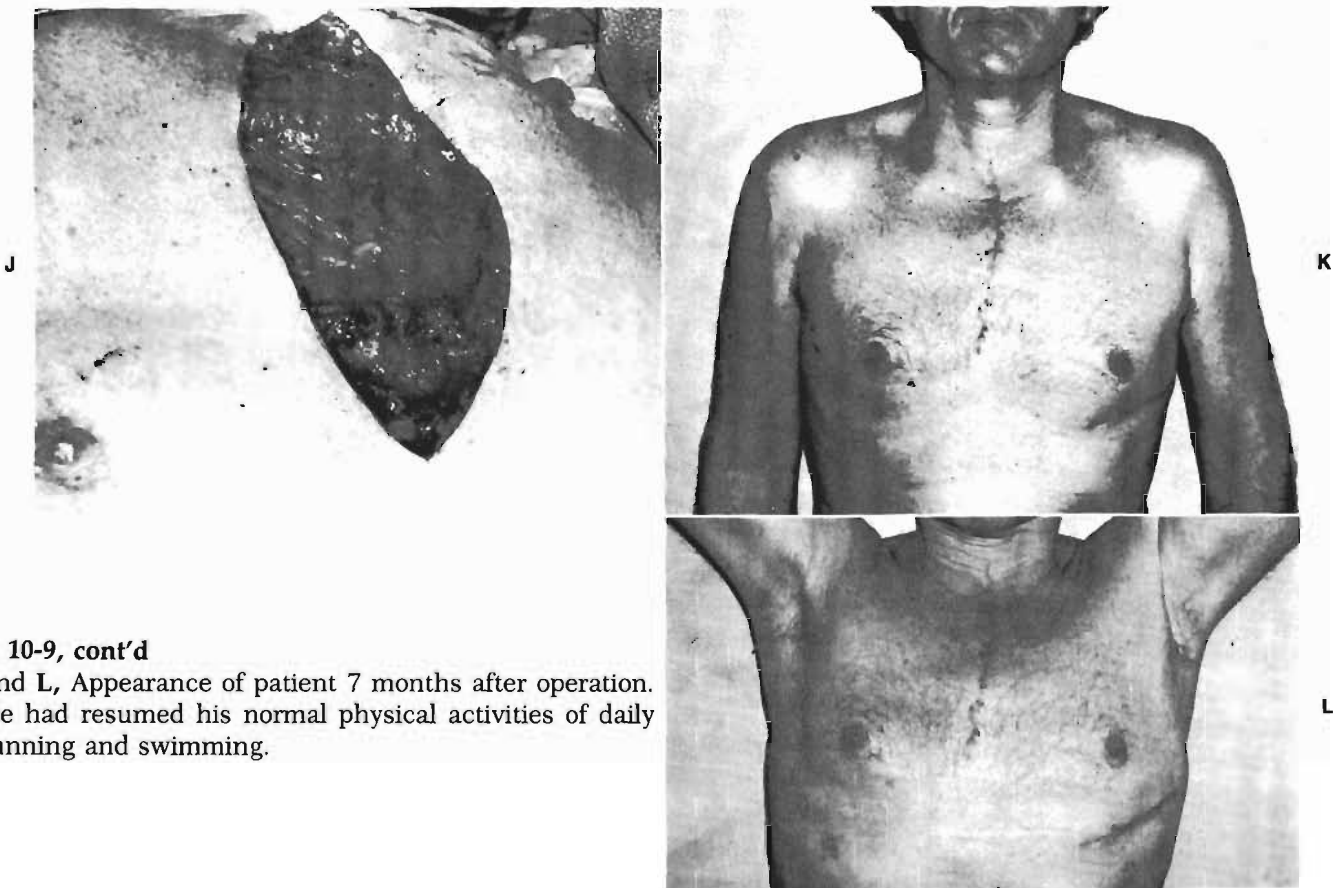 J
K
10-9, cont'd
nd L, Appearance of patient 7 months after operation.
e had resumed his normal physical activities of daily
unning and swimming.
L